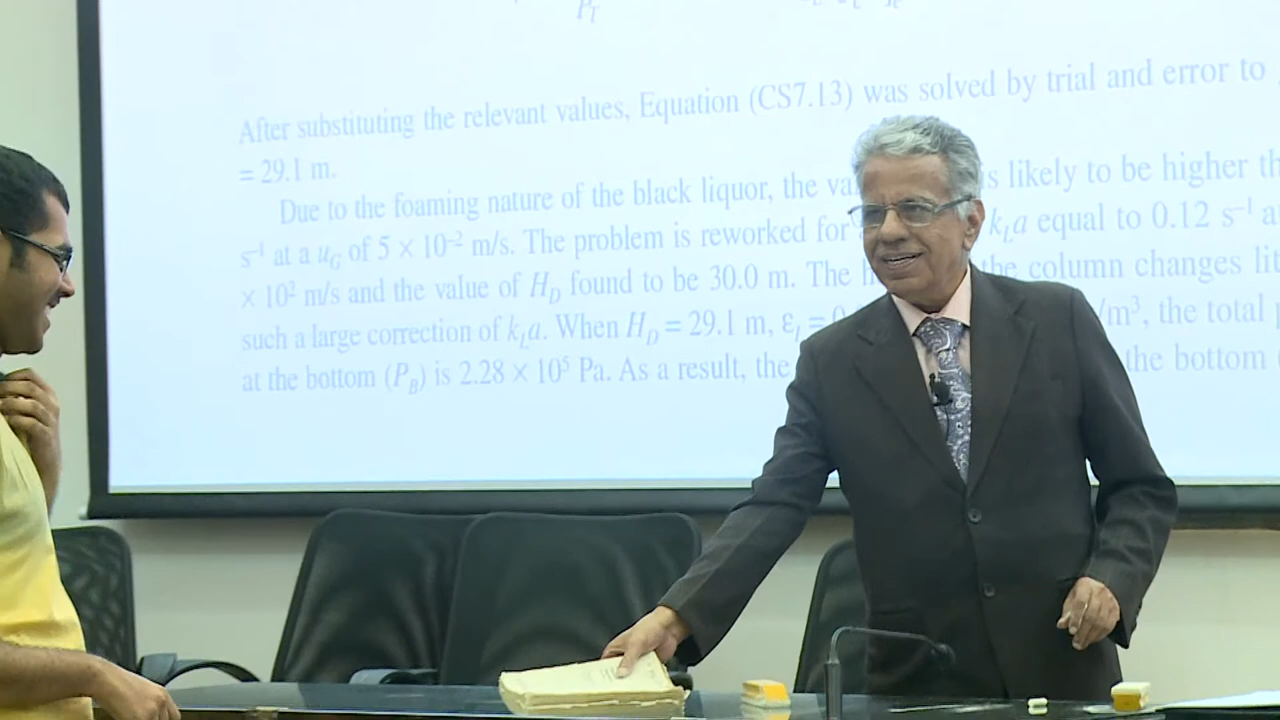 P_T
After substituting the relevant values, Equation (CS7.13) was solved by trial and error to
= 29.1 m.
Due to the foaming nature of the black liquor, the is likely to be higher
s⁻¹ at a u_G of 5 × 10⁻² m/s. The problem is reworked for k_La equal to 0.12 s⁻¹
× 10² m/s and the value of H_D found to be 30.0 m. The the column changes
such a large correction of k_La. When H_D = 29.1 m, ε_L = /m³, the total
at the bottom (P_B) is 2.28 × 10⁵ Pa. As a result, the the bottom